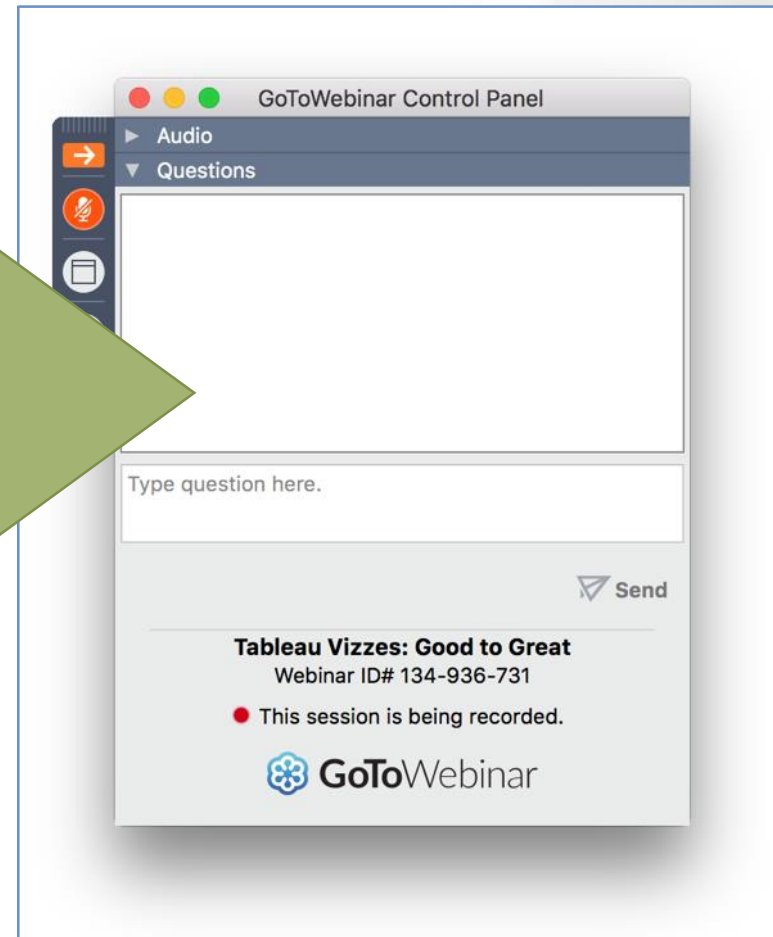 GoToWebinar Control Panel
Audio
Questions
Type question here.
Send
Tableau Vizzes: Good to Great
Webinar ID# 134-936-731
This session is being recorded.
GoToWebinar